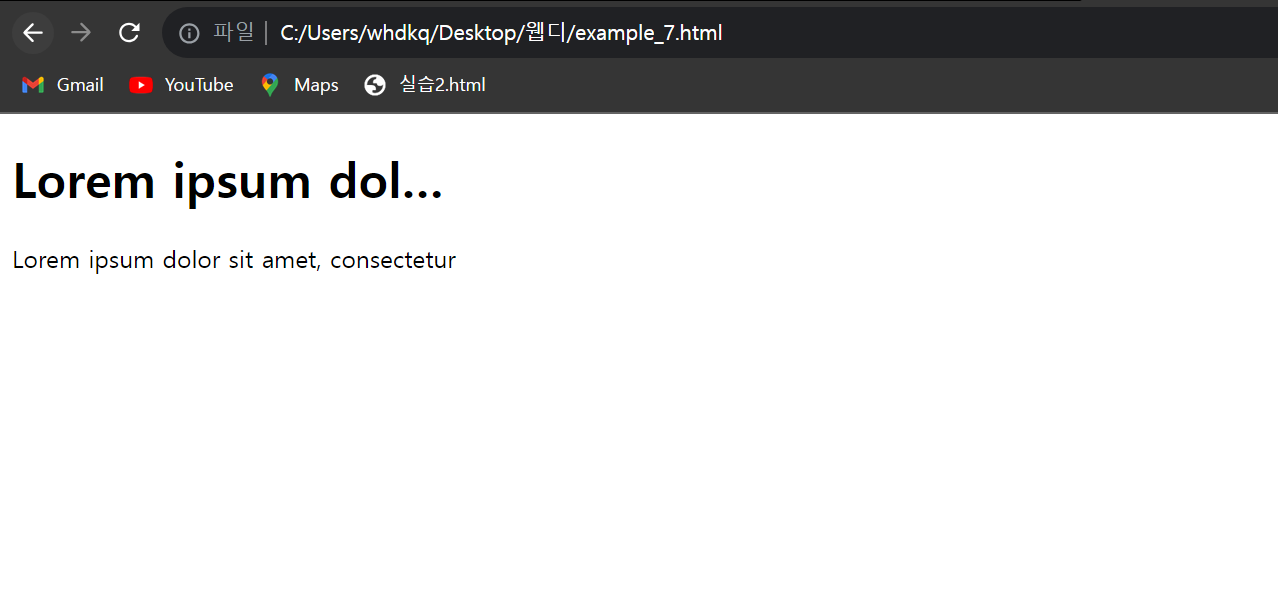 파일 | C:/Users/whdkq/Desktop/웹디/example_7.html
Gmail YouTube Maps 실습2.html
Lorem ipsum dol...
Lorem ipsum dolor sit amet, consectetur